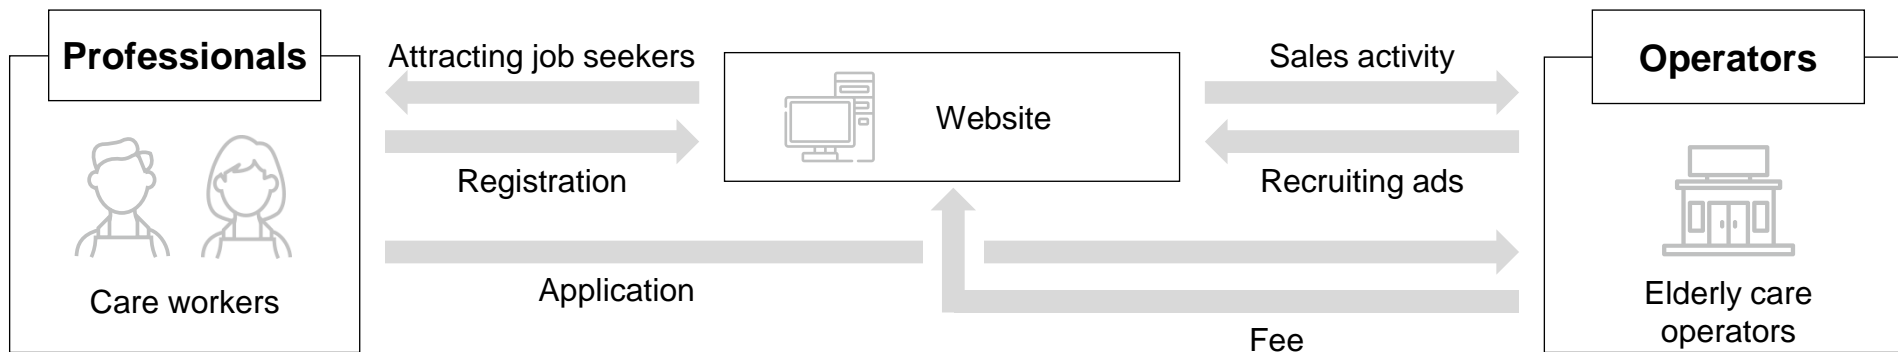 Professionals
Attracting job seekers
Sales activity
Operators
Website
Registration
Recruiting ads
Application
Care workers
Elderly care
operators
Fee